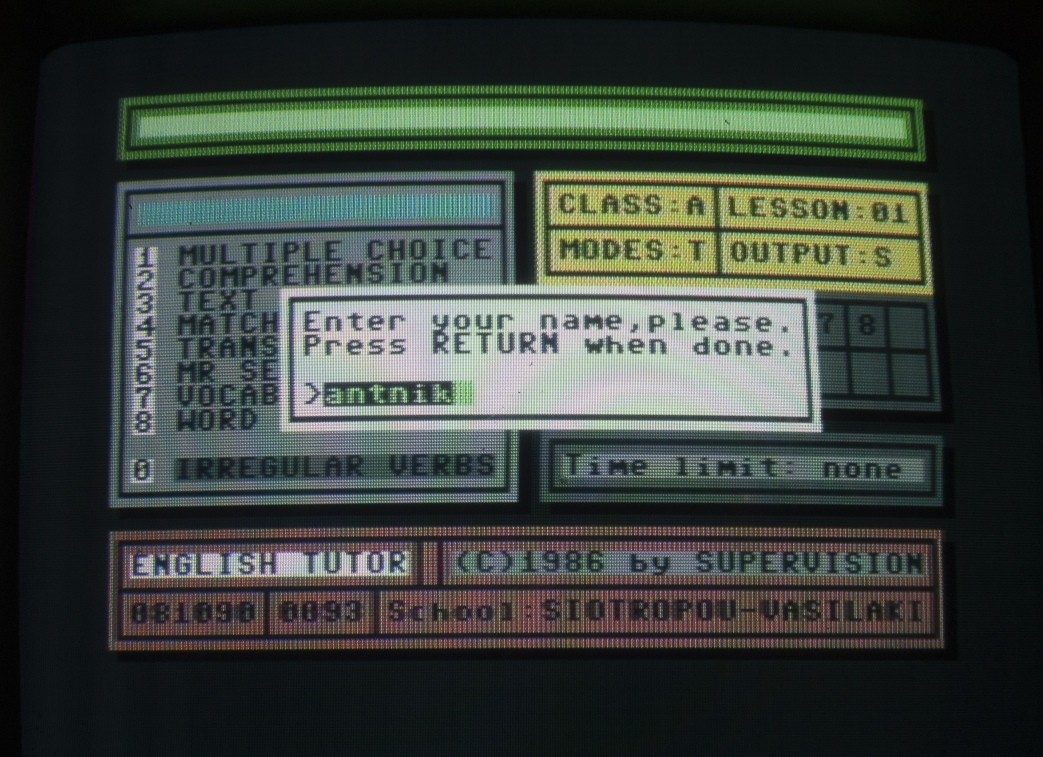 CLASS:A LESSON:01
MODES:T OUTPUT:S
1 MULTIPLE CHOICE
2 COMPREHENSION
3 TEXT
4 MATCH
5 TRANS
6 MR SE
7 VOCAB
8 WORD
0 IRREGULAR VERBS
7 8
Enter your name,please.
Press RETURN when done.
>antnik
Time limit: none
ENGLISH TUTOR (C)1986 by SUPERVISION
081090 0093 School:SIOTROPOU-VASILAKI